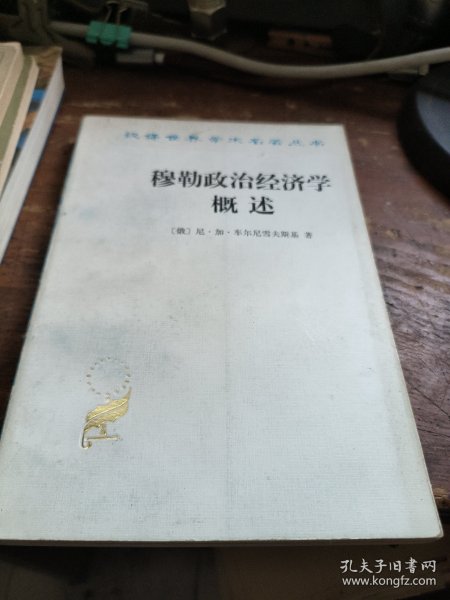 汉译世界学术名著丛书
穆勒政治经济学
概述
〔俄〕尼·加·车尔尼雪夫斯基 著
孔夫子旧书网
www.kongfz.com